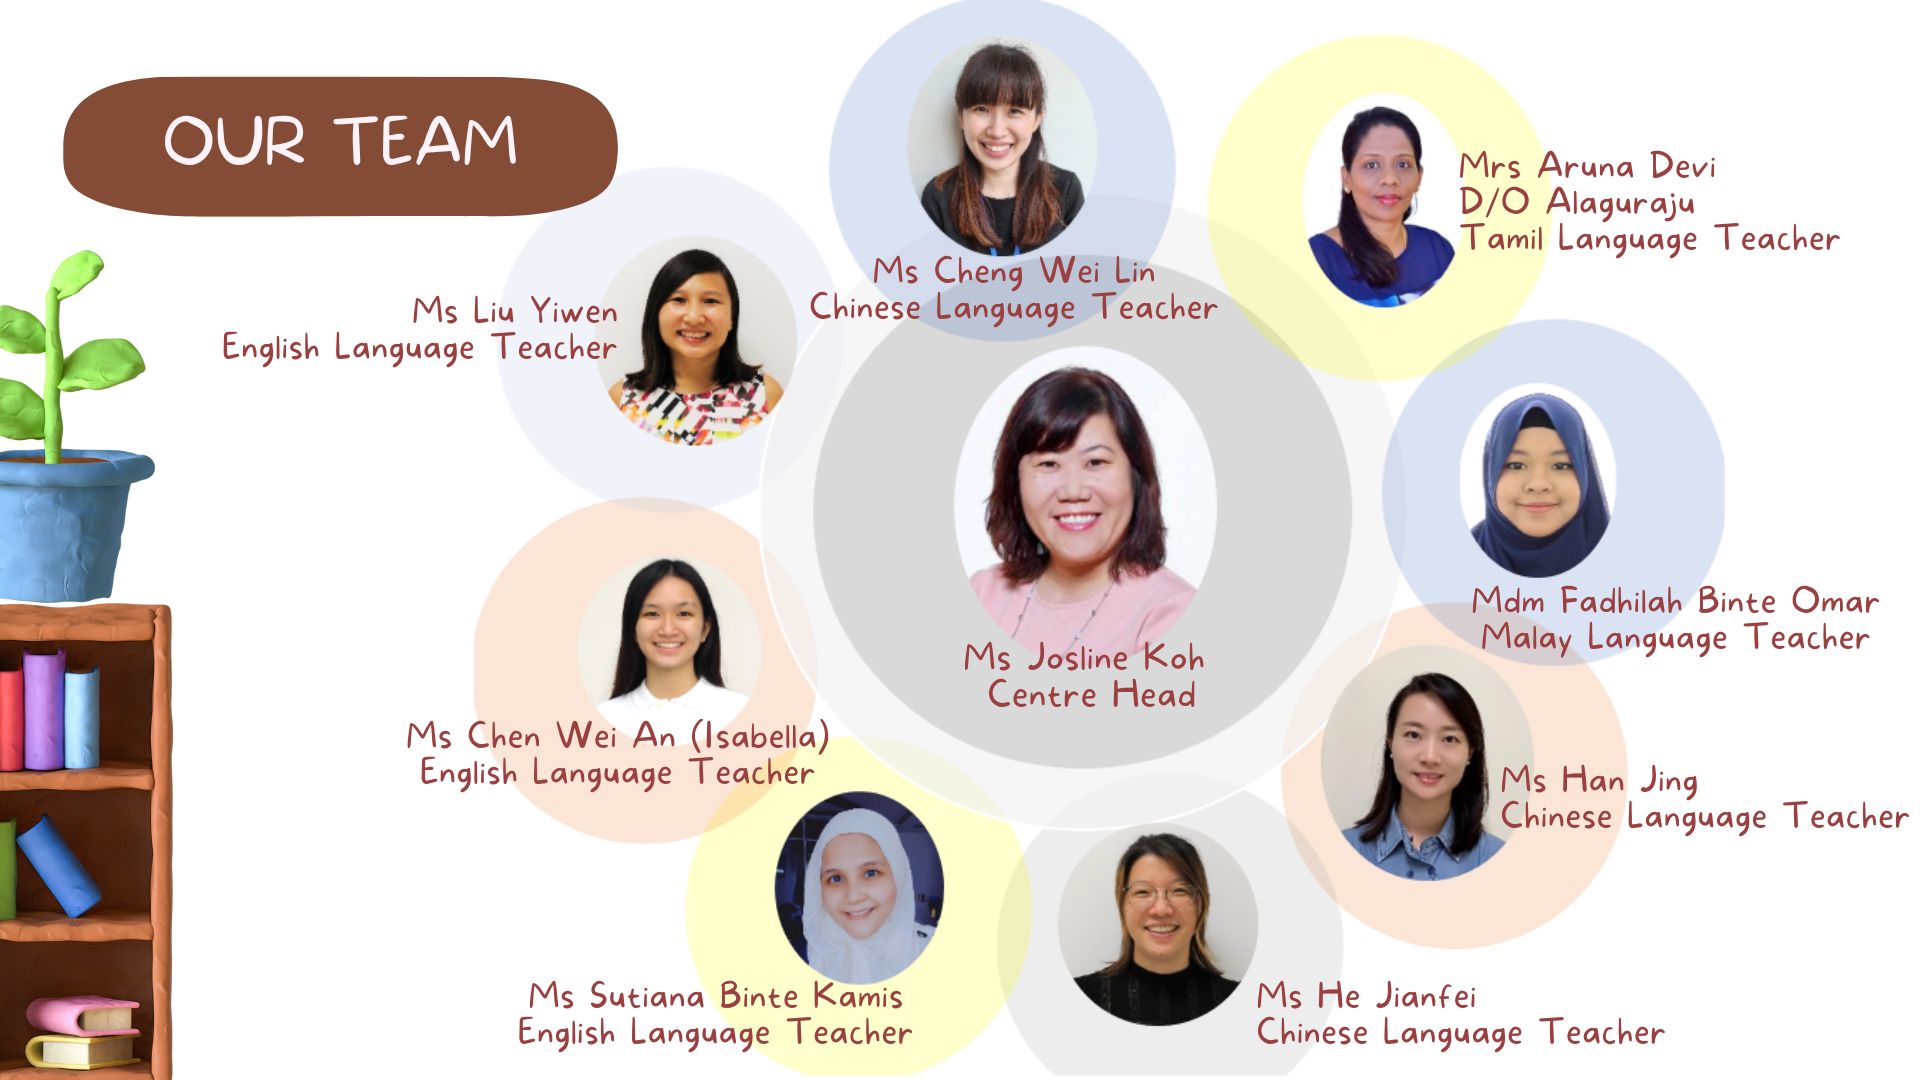 OUR TEAM
Ms Cheng Wei Lin
Chinese Language Teacher
Mrs Aruna Devi
D/O Alaguraju
Tamil Language Teacher
Ms Liu Yiwen
English Language Teacher
Mdm Fadhilah Binte Omar
Malay Language Teacher
Ms Josline Koh
Centre Head
Ms Chen Wei An (Isabella)
English Language Teacher
Ms Han Jing
Chinese Language Teacher
Ms Sutiana Binte Kamis
English Language Teacher
Ms He Jianfei
Chinese Language Teacher